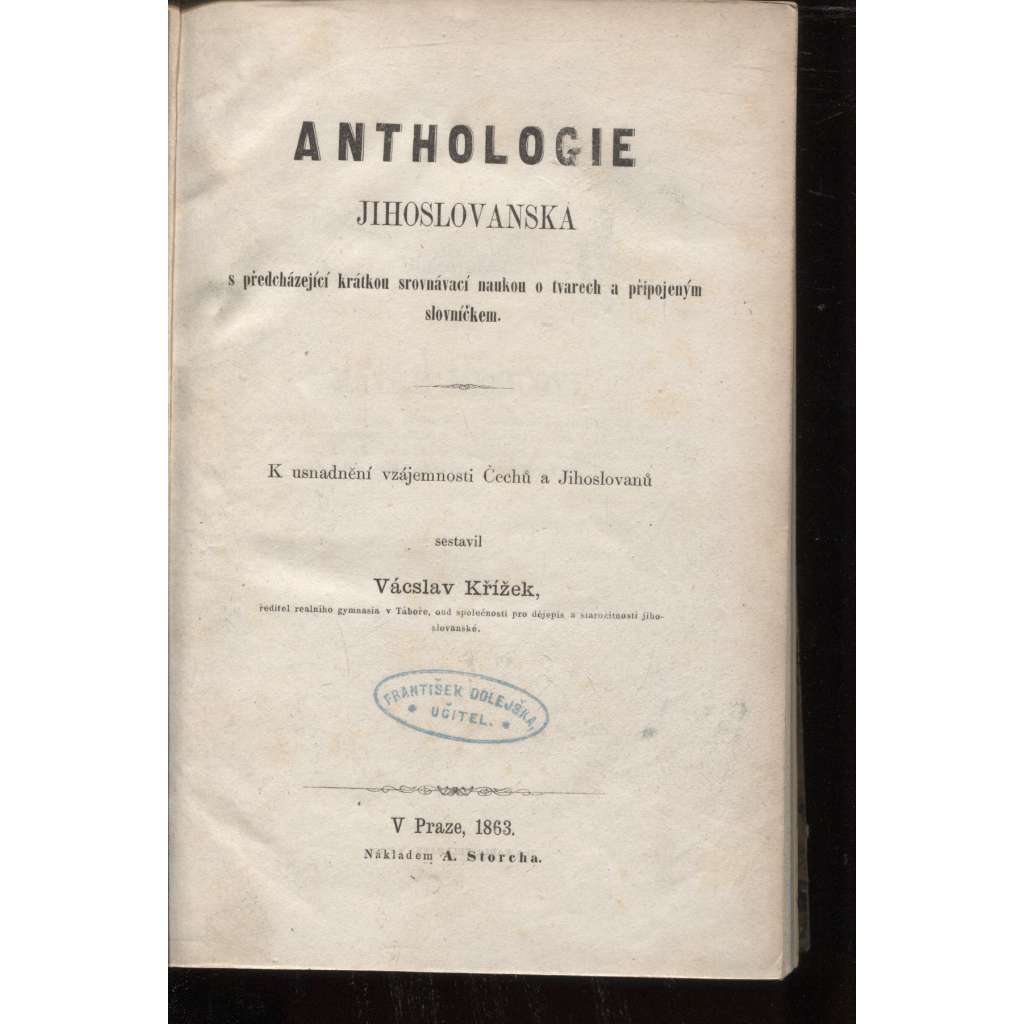 ANTHOLOGIE
JIHOSLOVANSKA
s předcházející krátkou srovnávací naukou o tvarech a připojeným
slovníčkem.
K usnadnění vzájemnosti Čechů a Jihoslovanů
sestavil
Vácslav Křížek,
ředitel realního gymnasia v Táboře, oud společnosti pro dějepis a starožitnosti jiho-
slovanské.
FRANTIŠEK DOLEJŠKA,
* UČITEL. *
V Praze, 1863.
Nákladem A. Storcha.